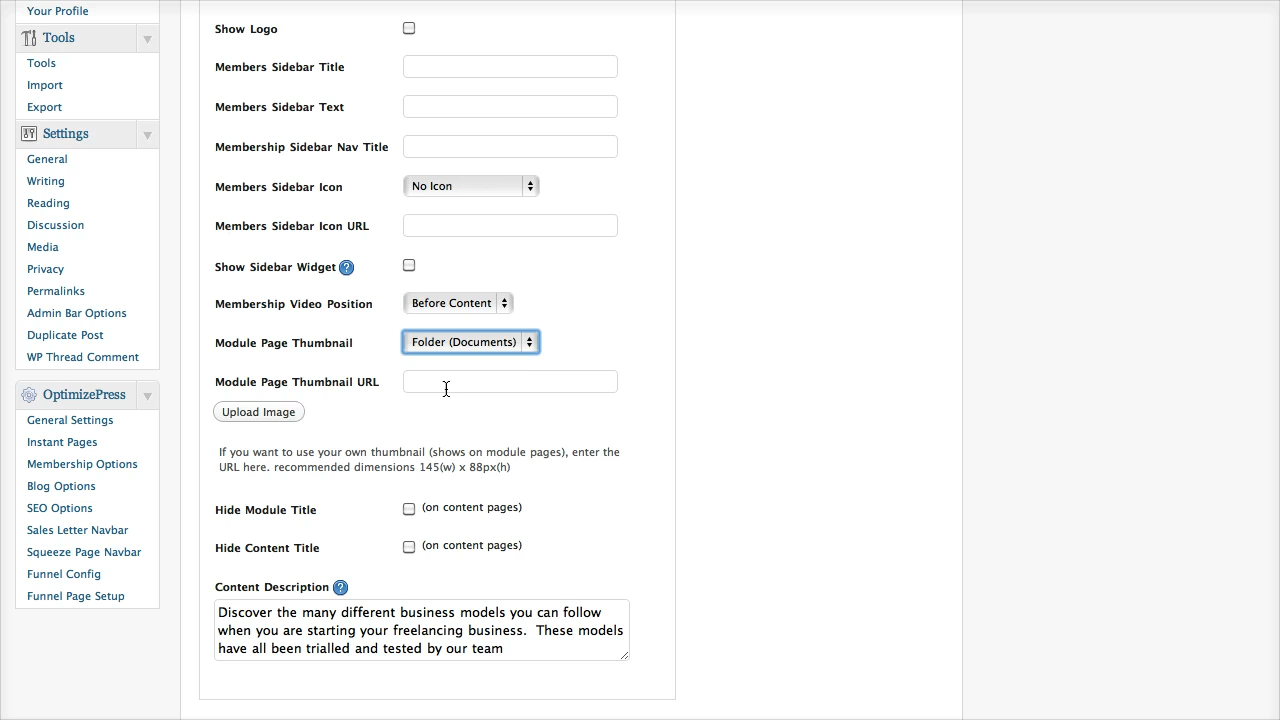 Your Profile
Tools
Tools
Import
Export
Settings
General
Writing
Reading
Discussion
Media
Privacy
Permalinks
Admin Bar Options
Duplicate Post
WP Thread Comment
OptimizePress
General Settings
Instant Pages
Membership Options
Blog Options
SEO Options
Sales Letter Navbar
Squeeze Page Navbar
Funnel Config
Funnel Page Setup
Show Logo
Members Sidebar Title
Members Sidebar Text
Membership Sidebar Nav Title
Members Sidebar Icon No Icon
Members Sidebar Icon URL
Show Sidebar Widget ?
Membership Video Position Before Content
Module Page Thumbnail Folder (Documents)
Module Page Thumbnail URL
Upload Image
If you want to use your own thumbnail (shows on module pages), enter the
URL here. recommended dimensions 145(w) x 88px(h)
Hide Module Title (on content pages)
Hide Content Title (on content pages)
Content Description ?
Discover the many different business models you can follow
when you are starting your freelancing business. These models
have all been trialled and tested by our team